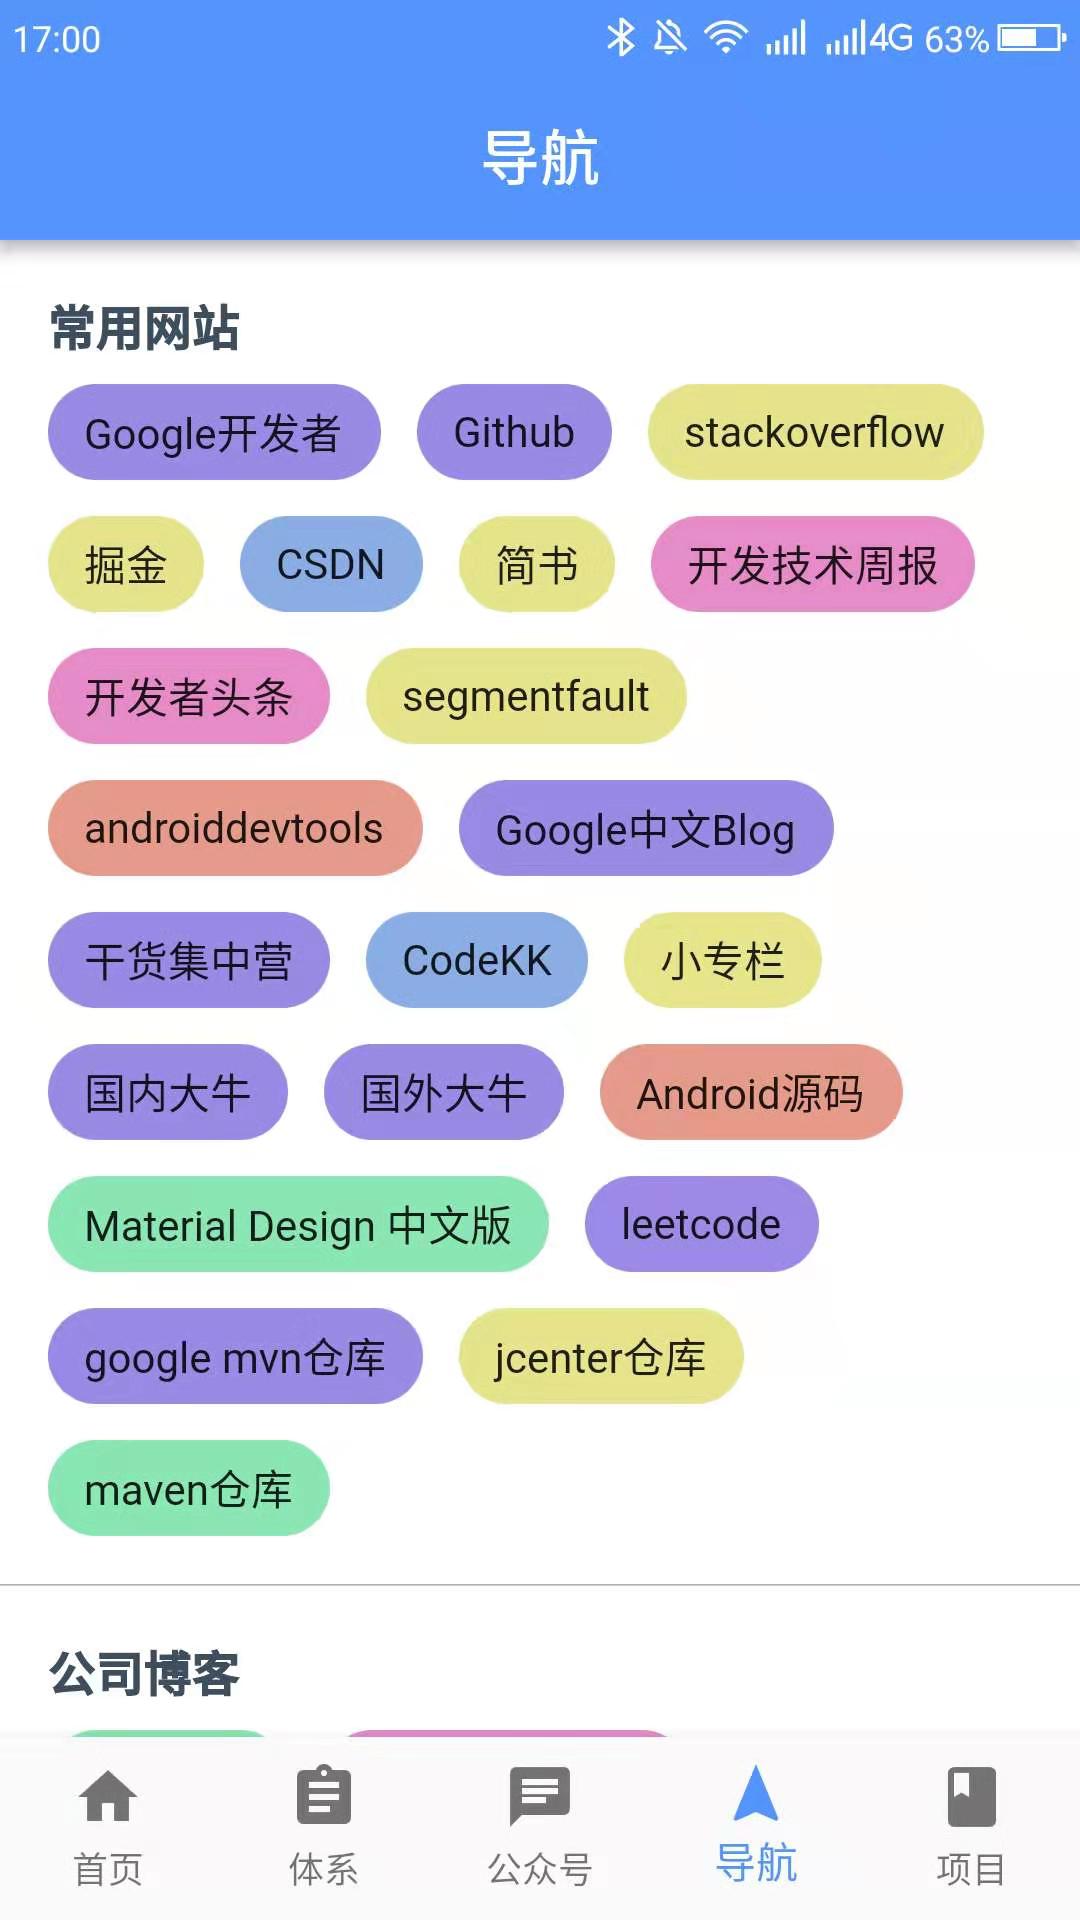 17:00 4G 63%
导航
常用网站
Google开发者 Github stackoverflow
掘金 CSDN 简书 开发技术周报
开发者头条 segmentfault
androiddevtools Google中文Blog
干货集中营 CodeKK 小专栏
国内大牛 国外大牛 Android源码
Material Design 中文版 leetcode
google mvn仓库 jcenter仓库
maven仓库
公司博客
首页 体系 公众号 导航 项目